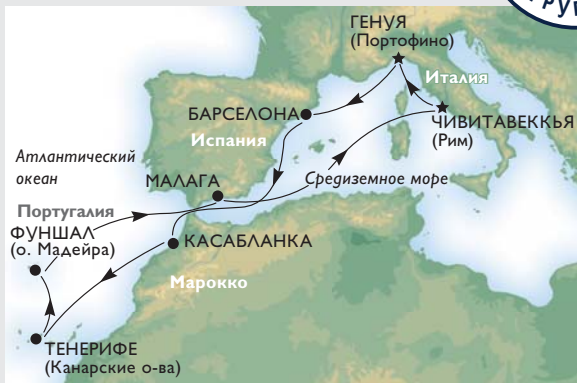 ГЕНУЯ
(Портофино)
Италия
БАРСЕЛОНА
ЧИВИТАВЕККЬЯ
(Рим)
Испания
Атлантический
океан
МАЛАГА
Средиземное море
Португалия
ФУНШАЛ
(о. Мадейра)
КАСАБЛАНКА
Марокко
ТЕНЕРИФЕ
(Канарские о-ва)